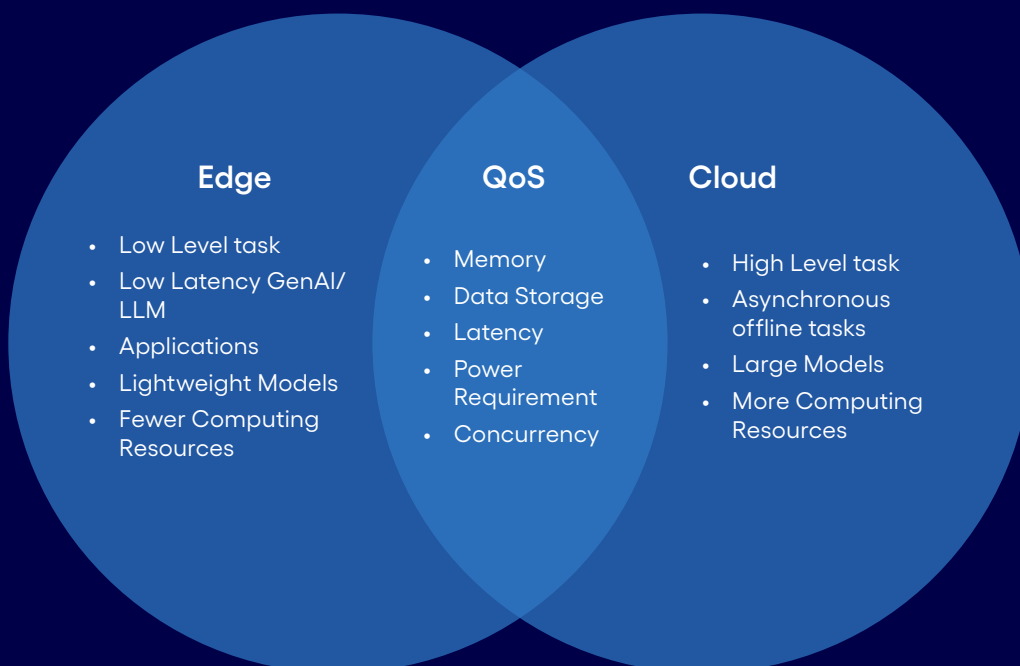 Edge
• Low Level task
• Low Latency GenAI/
LLM
• Applications
• Lightweight Models
• Fewer Computing
Resources
QoS
• Memory
• Data Storage
• Latency
• Power
Requirement
• Concurrency
Cloud
• High Level task
• Asynchronous
offline tasks
• Large Models
• More Computing
Resources